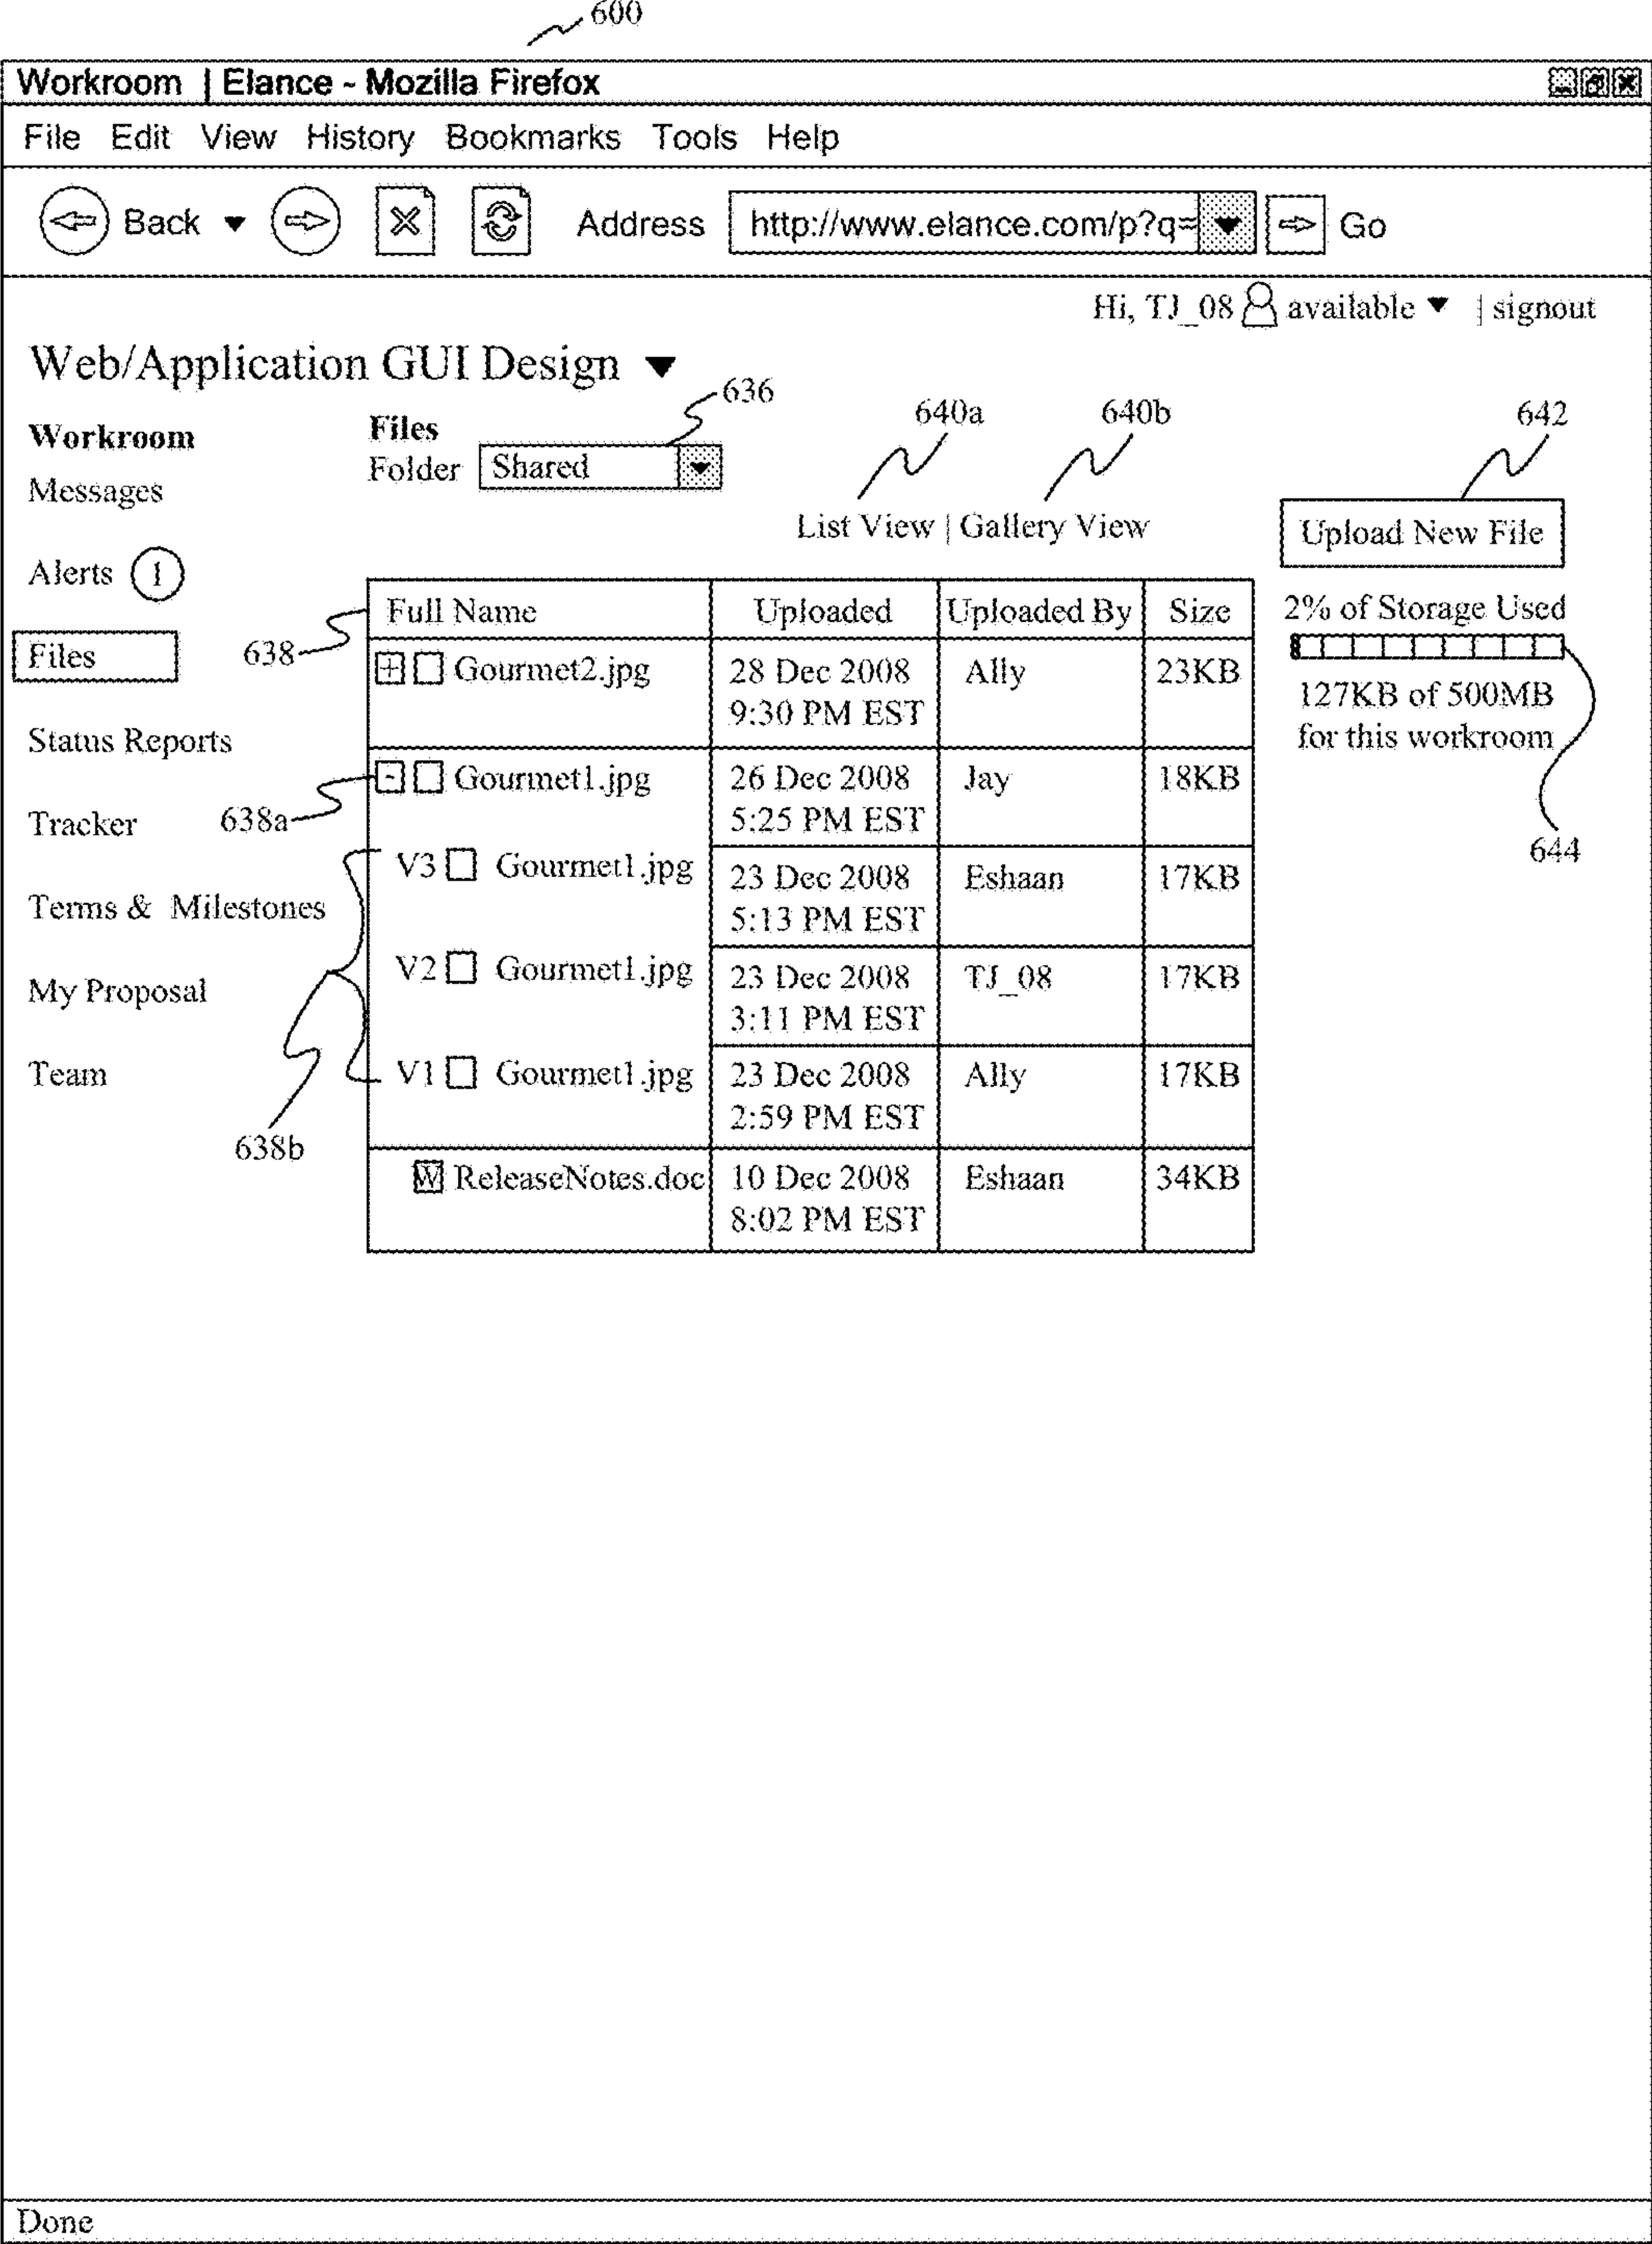 600
Workroom | Elance - Mozilla Firefox
File Edit View History Bookmarks Tools Help
Back Address http://www.elance.com/p?q= Go
Hi, TJ_08 available | signout
Web/Application GUI Design
636
640a 640b 642
Workroom
Files
Folder Shared
Messages
List View | Gallery View
Upload New File
Alerts 1
Full Name Uploaded Uploaded By Size
2% of Storage Used
638
Files
Gourmet2.jpg 28 Dec 2008 Ally 23KB
9:30 PM EST
127KB of 500MB
for this workroom
Status Reports
Gourmet1.jpg 26 Dec 2008 Jay 18KB
5:25 PM EST
638a
Tracker
644
V3 Gourmet1.jpg 23 Dec 2008 Eshaan 17KB
5:13 PM EST
Terms & Milestones
V2 Gourmet1.jpg 23 Dec 2008 TJ_08 17KB
3:11 PM EST
My Proposal
V1 Gourmet1.jpg 23 Dec 2008 Ally 17KB
2:59 PM EST
Team
638b
W ReleaseNotes.doc 10 Dec 2008 Eshaan 34KB
8:02 PM EST
Done